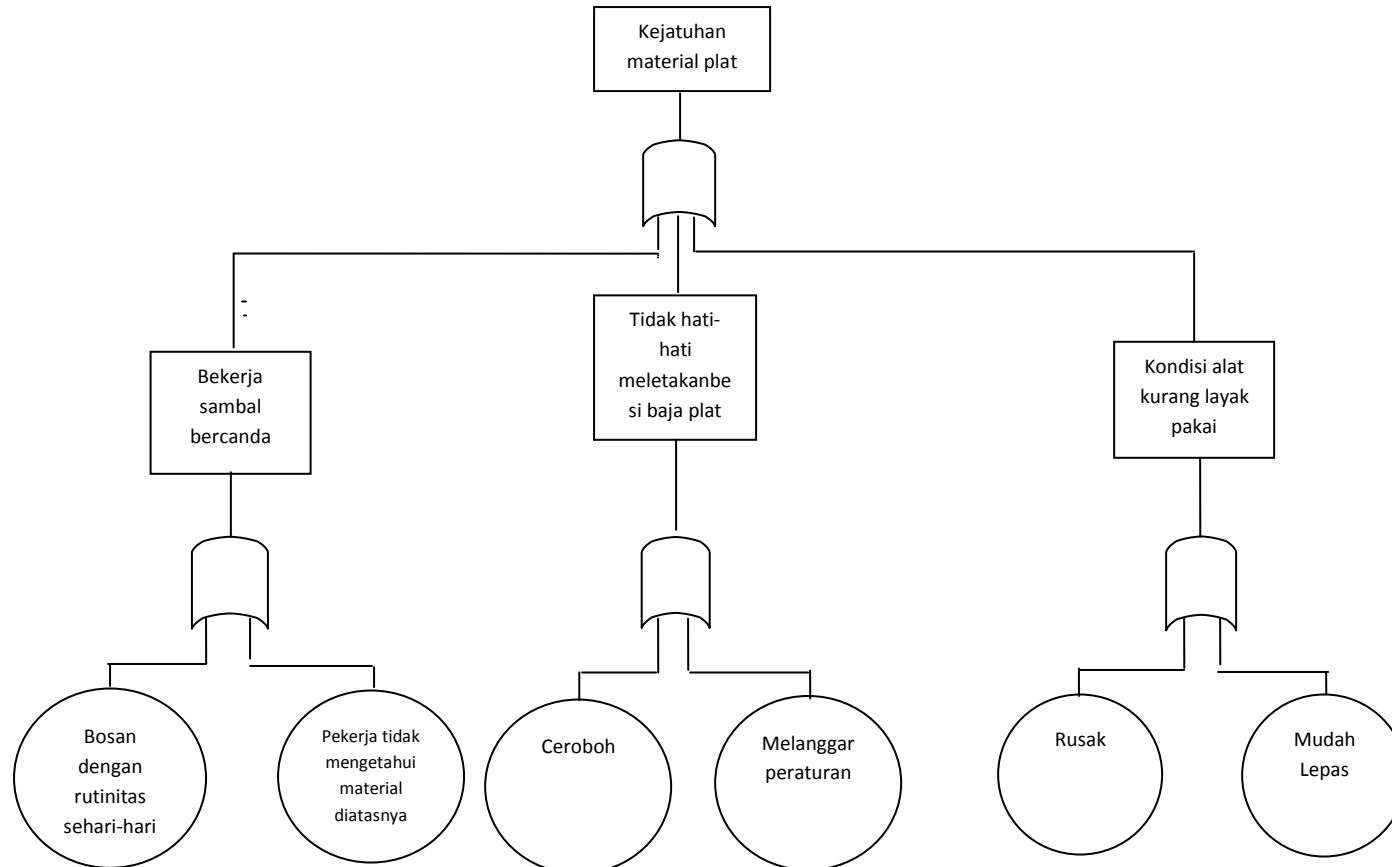 Kejatuhan
material plat
Tidak hati-
hati
meletakanbe
si baja plat
Bekerja
sambal
bercanda
Kondisi alat
kurang layak
pakai
Bosan
dengan
rutinitas
sehari-hari
Pekerja tidak
mengetahui
material
diatasnya
Ceroboh
Melanggar
peraturan
Rusak
Mudah
Lepas